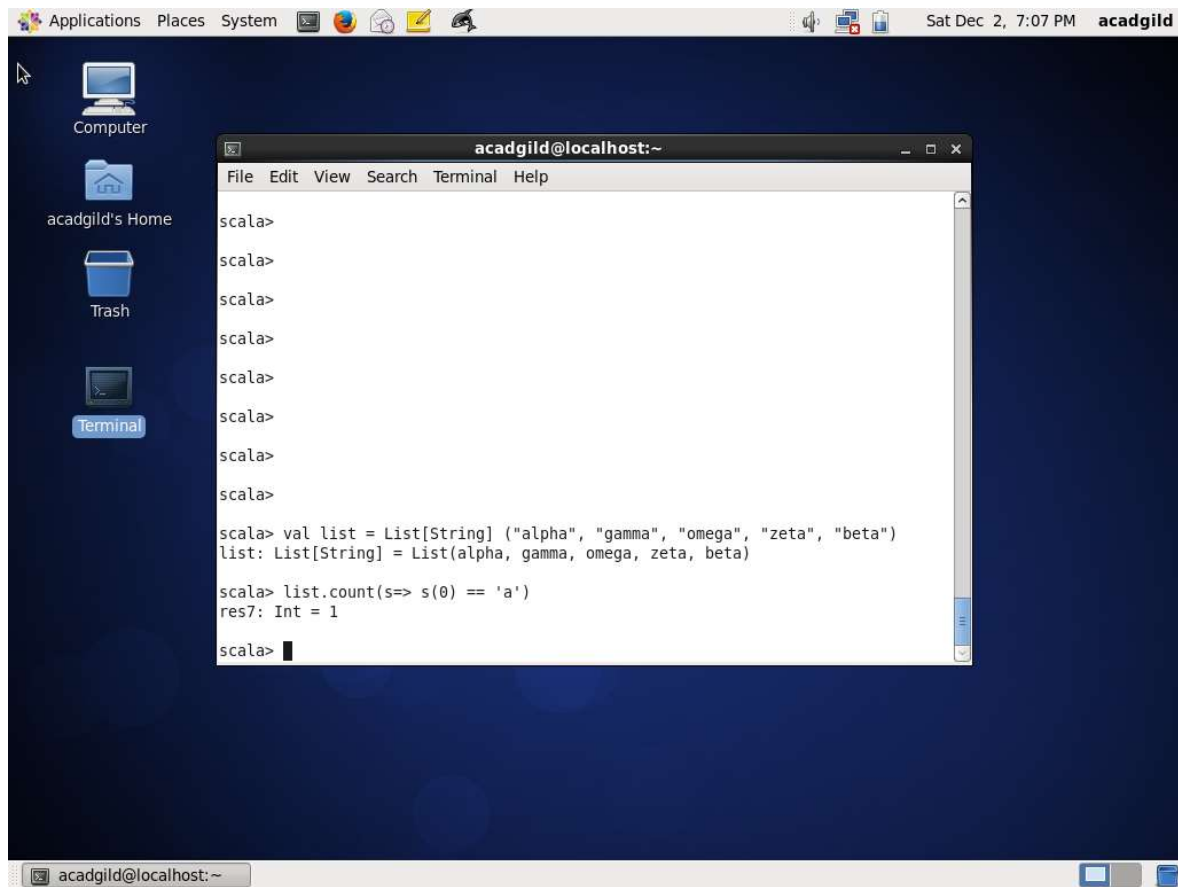 Applications Places System Sat Dec 2, 7:07 PM acadgild
Computer
acadgild's Home
Trash
Terminal
acadgild@localhost:~
File Edit View Search Terminal Help
scala>
scala>
scala>
scala>
scala>
scala>
scala>
scala>
scala> val list = List[String] ("alpha", "gamma", "omega", "zeta", "beta")
list: List[String] = List(alpha, gamma, omega, zeta, beta)
scala> list.count(s=> s(0) == 'a')
res7: Int = 1
scala>
acadgild@localhost:~